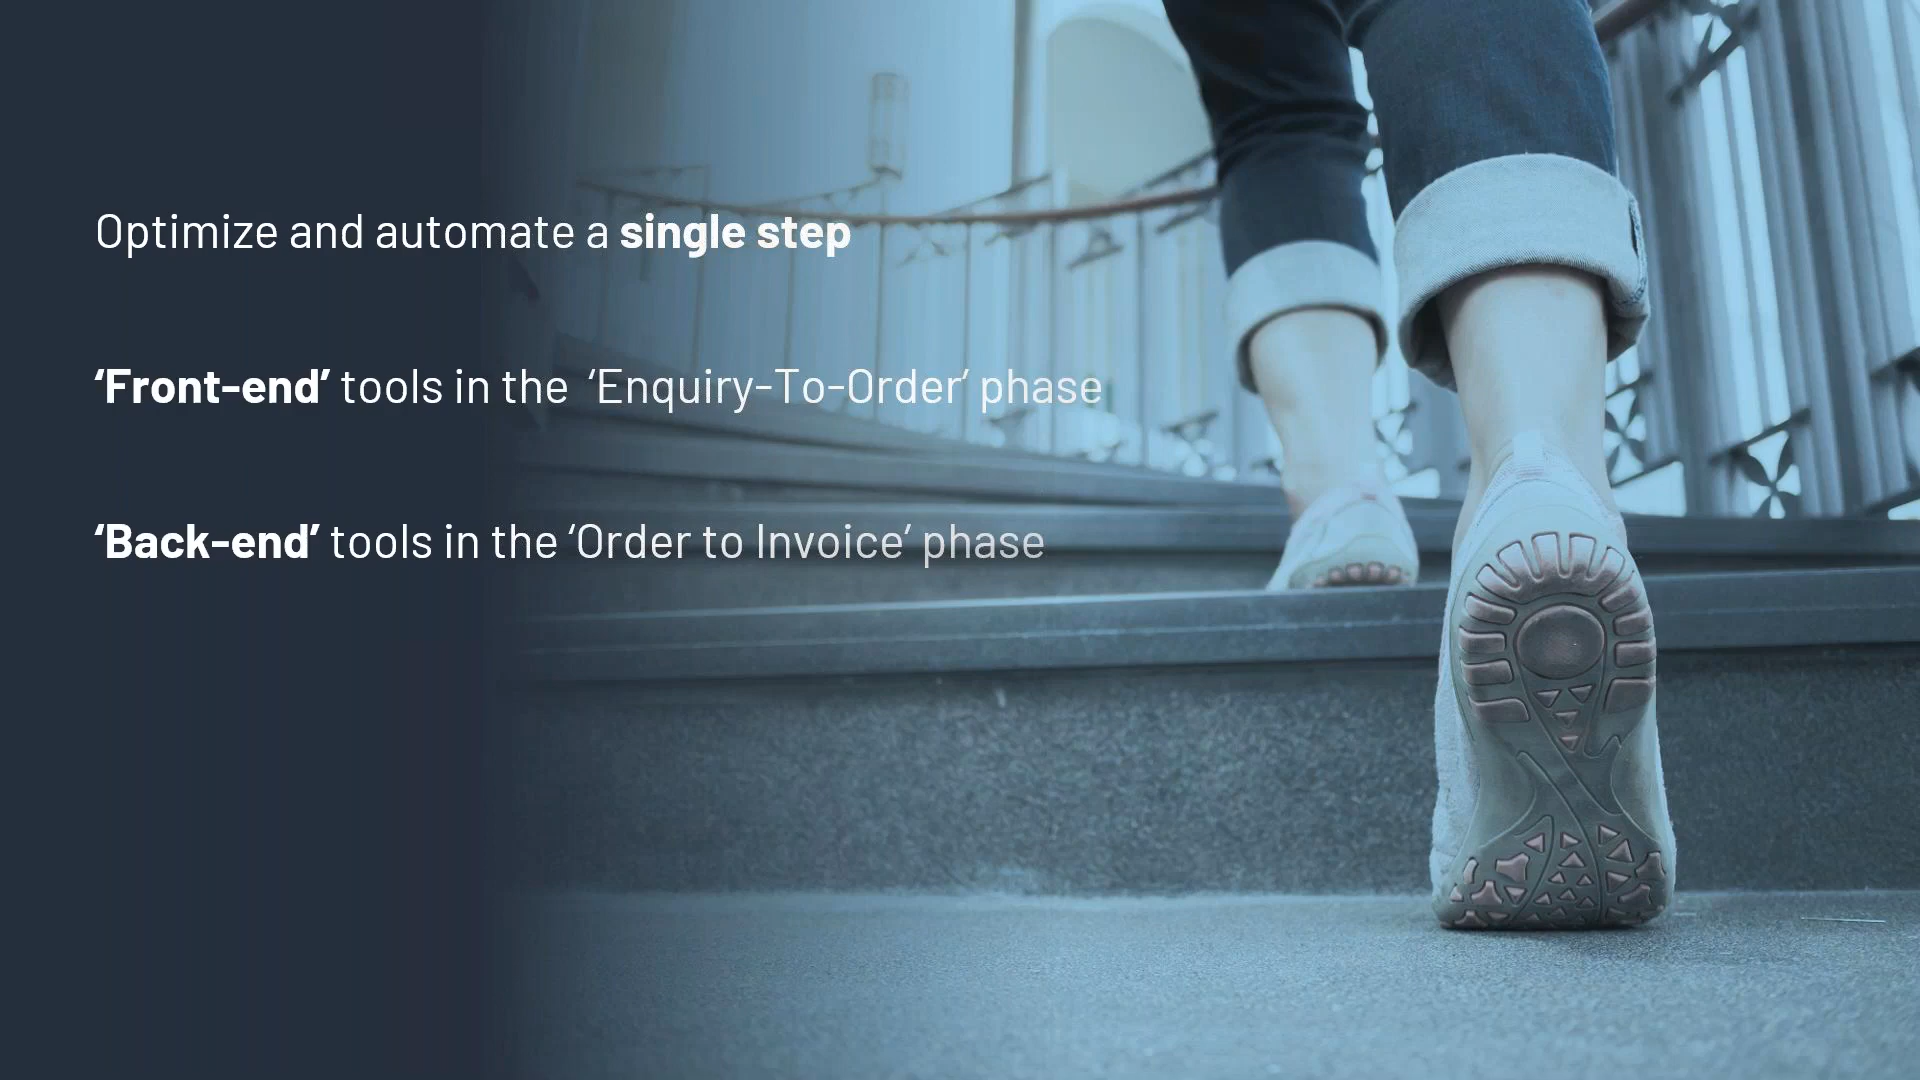 Optimize and automate a single step
‘Front-end’ tools in the  ‘Enquiry-To-Order’ phase
‘Back-end’ tools in the ‘Order to Invoice’ phase